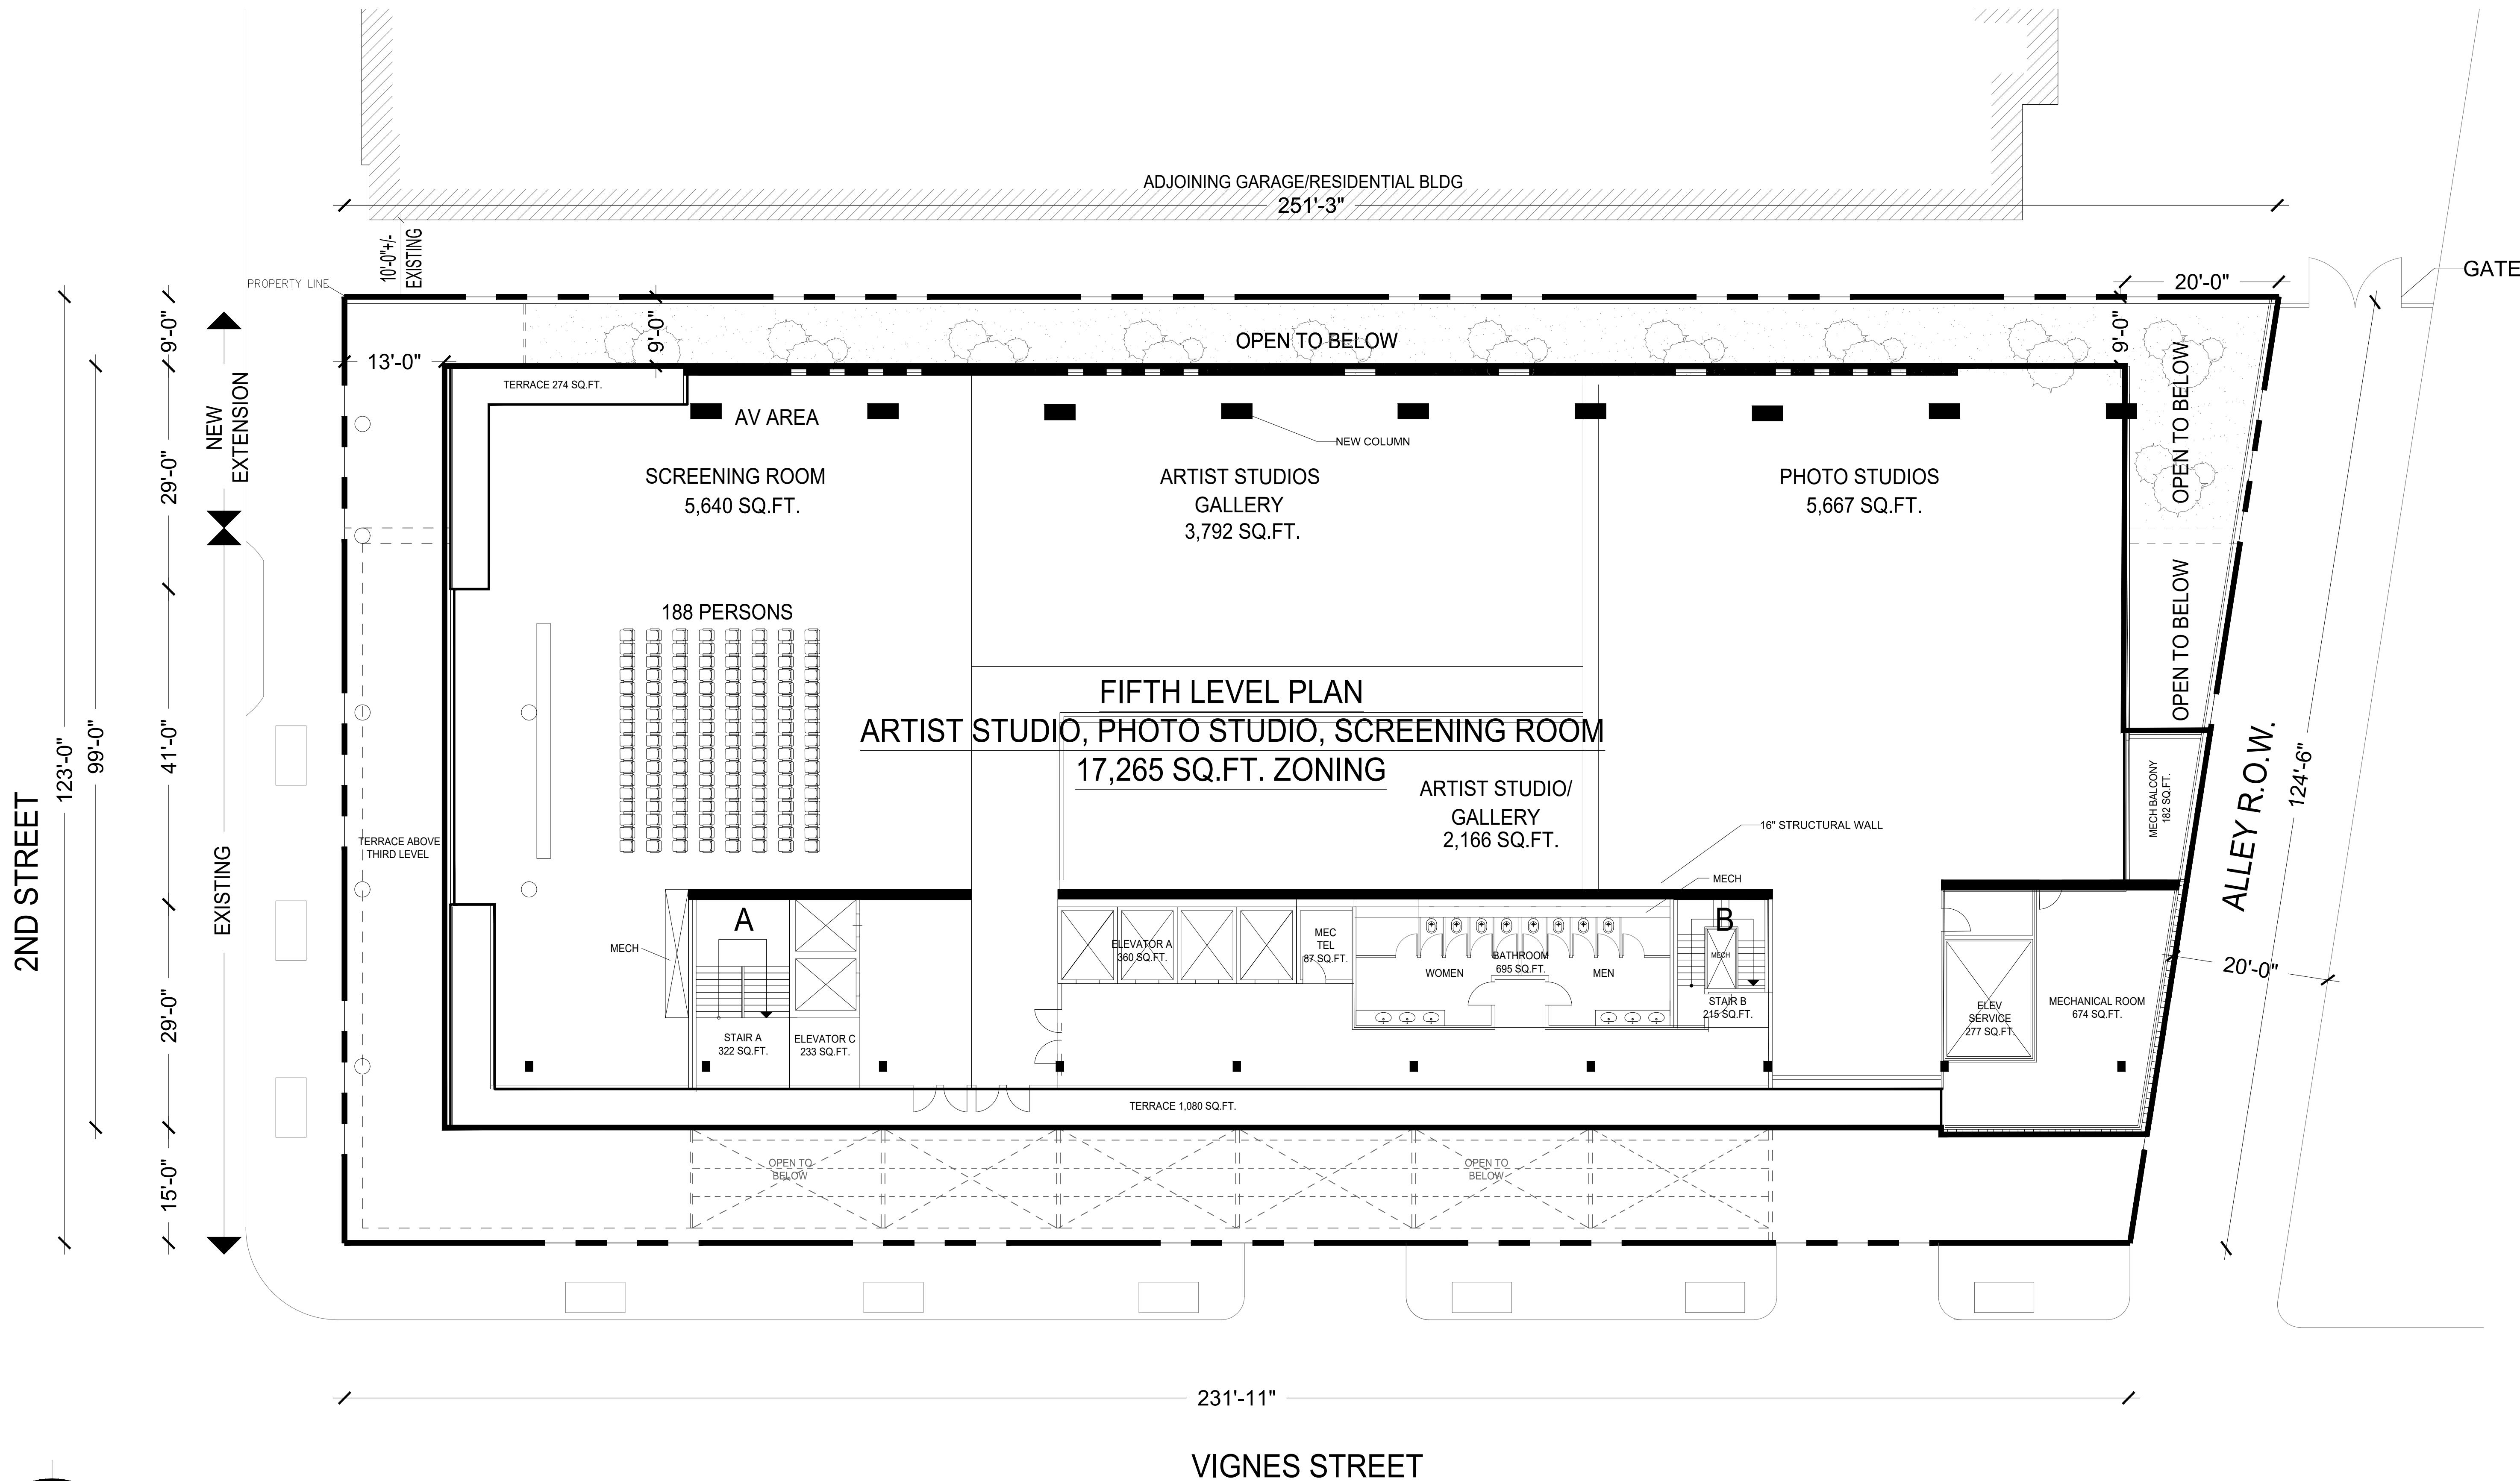 ADJOINING GARAGE/RESIDENTIAL BLDG
251'-3"
10'-0"+/-
EXISTING
PROPERTY LINE
GATE
20'-0"
9'-0"
9'-0"
9'-0"
13'-0"
OPEN TO BELOW
OPEN TO BELOW
OPEN TO BELOW
TERRACE 274 SQ.FT.
AV AREA
NEW COLUMN
NEW
EXTENSION
29'-0"
SCREENING ROOM
5,640 SQ.FT.
ARTIST STUDIOS
GALLERY
3,792 SQ.FT.
PHOTO STUDIOS
5,667 SQ.FT.
188 PERSONS
FIFTH LEVEL PLAN
ARTIST STUDIO, PHOTO STUDIO, SCREENING ROOM
17,265 SQ.FT. ZONING
ARTIST STUDIO/
GALLERY
2,166 SQ.FT.
16" STRUCTURAL WALL
MECH
123'-0"
99'-0"
41'-0"
2ND STREET
EXISTING
TERRACE ABOVE
THIRD LEVEL
MECH BALCONY
182 SQ.FT.
ALLEY R.O.W.
124'-6"
20'-0"
MECH
A
STAIR A
322 SQ.FT.
ELEVATOR C
233 SQ.FT.
ELEVATOR A
360 SQ.FT.
MEC
TEL
87 SQ.FT.
WOMEN
BATHROOM
695 SQ.FT.
MEN
B
MECH
STAIR B
215 SQ.FT.
ELEV
SERVICE
277 SQ.FT.
MECHANICAL ROOM
674 SQ.FT.
29'-0"
TERRACE 1,080 SQ.FT.
15'-0"
OPEN TO
BELOW
OPEN TO
BELOW
231'-11"
VIGNES STREET